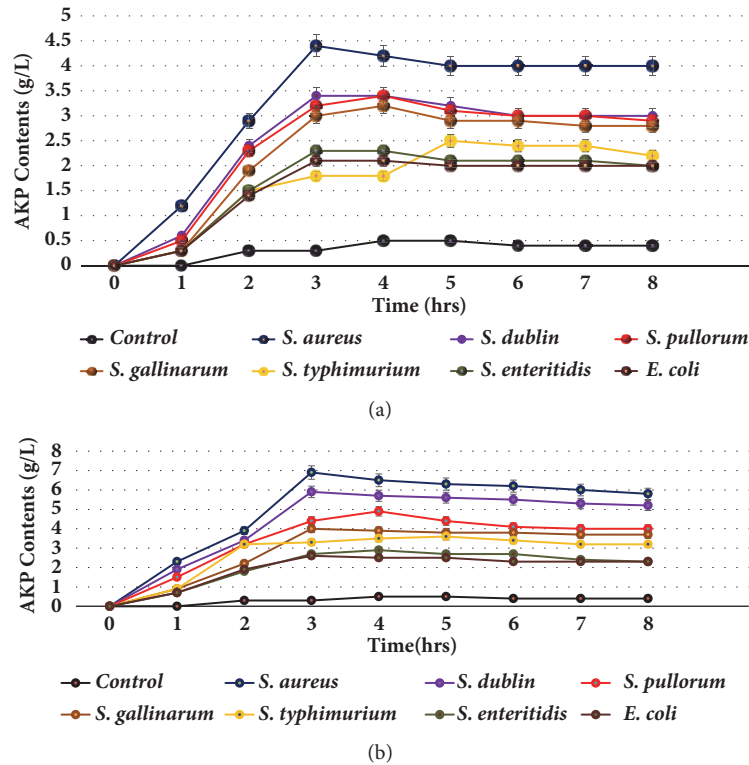 AKP Contents (g/L)
5
4.5
4
3.5
3
2.5
2
1.5
1
0.5
0
0 1 2 3 4 5 6 7 8
Time (hrs)
Control S. aureus S. dublin S. pullorum
S. gallinarum S. typhimurium S. enteritidis E. coli
(a)
AKP Contents (g/L)
8
7
6
5
4
3
2
1
0
0 1 2 3 4 5 6 7 8
Time(hrs)
Control S. aureus S. dublin S. pullorum
S. gallinarum S. typhimurium S. enteritidis E. coli
(b)